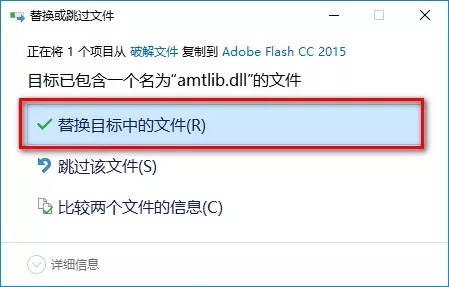 替换或跳过文件
正在将 1 个项目从 破解文件 复制到 Adobe Flash CC 2015
目标已包含一个名为“amtlib.dll”的文件
替换目标中的文件(R)
跳过该文件(S)
比较两个文件的信息(C)
详细信息